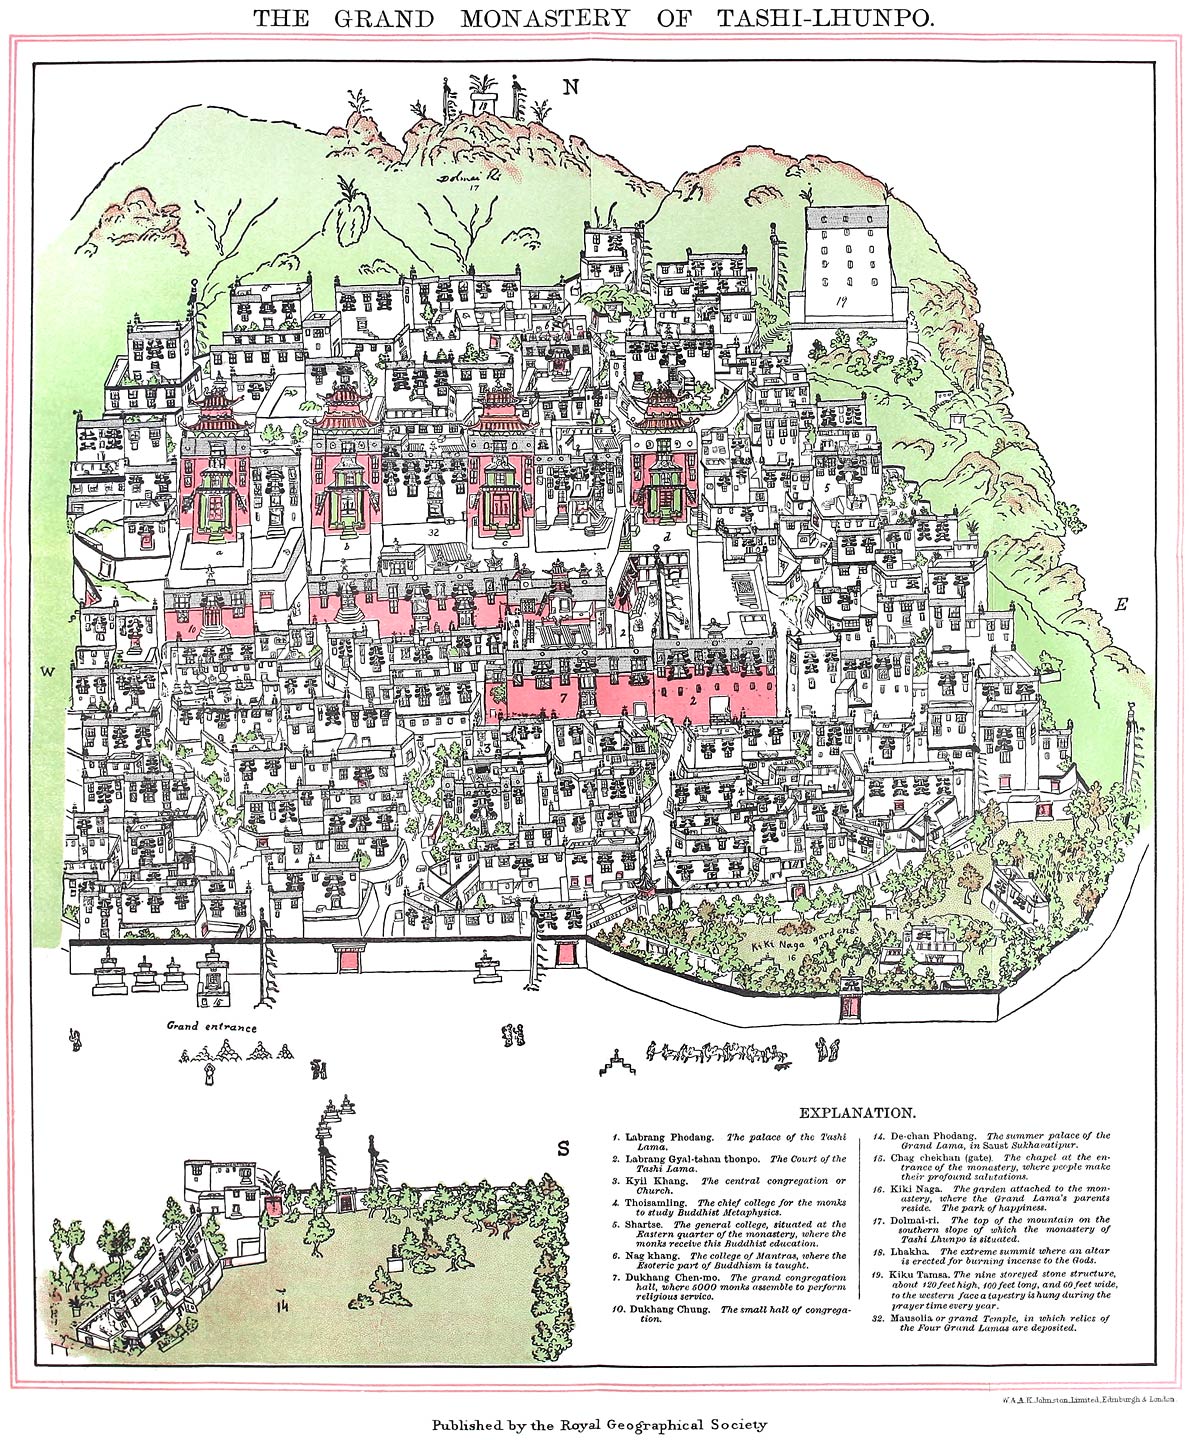 THE GRAND MONASTERY OF TASHI-LHUNPO.
N
18
Dolmai Ri
17
19
5
a
b
32
c
d
E
10
2
W
7
2
3
4
KiKi Naga gardens
16
15
Grand entrance
S
14
EXPLANATION.
1. Labrang Phodang. The palace of the Tashi
Lama.
2. Labrang Gyal-tshan thonpo. The Court of the
Tashi Lama.
3. Kyil Khang. The central congregation or
Church.
4. Thoisamling. The chief college for the monks
to study Buddhist Metaphysics.
5. Shartse. The general college, situated at the
Eastern quarter of the monastery, where the
monks receive this Buddhist education.
6. Nag khang. The college of Mantras, where the
Esoteric part of Buddhism is taught.
7. Dukhang Chen-mo. The grand congregation
hall, where 5000 monks assemble to perform
religious service.
10. Dukhang Chung. The small hall of congrega-
tion.
14. De-chan Phodang. The summer palace of the
Grand Lama, in Saust Sukhavatipur.
15. Chag chekhan (gate). The chapel at the en-
trance of the monastery, where people make
their profound salutations.
16. Kiki Naga. The garden attached to the mon-
astery, where the Grand Lama's parents
reside. The park of happiness.
17. Dolmai-ri. The top of the mountain on the
southern slope of which the monastery of
Tashi Lhunpo is situated.
18. Lhakha. The extreme summit where an altar
is erected for burning incense to the Gods.
19. Kiku Tamsa. The nine storeyed stone structure,
about 120 feet high, 100 feet long, and 60 feet wide,
to the western face a tapestry is hung during the
prayer time every year.
32. Mausolia or grand Temple, in which relics of
the Four Grand Lamas are deposited.
W. & A.K. Johnston, Limited, Edinburgh & London.
Published by the Royal Geographical Society